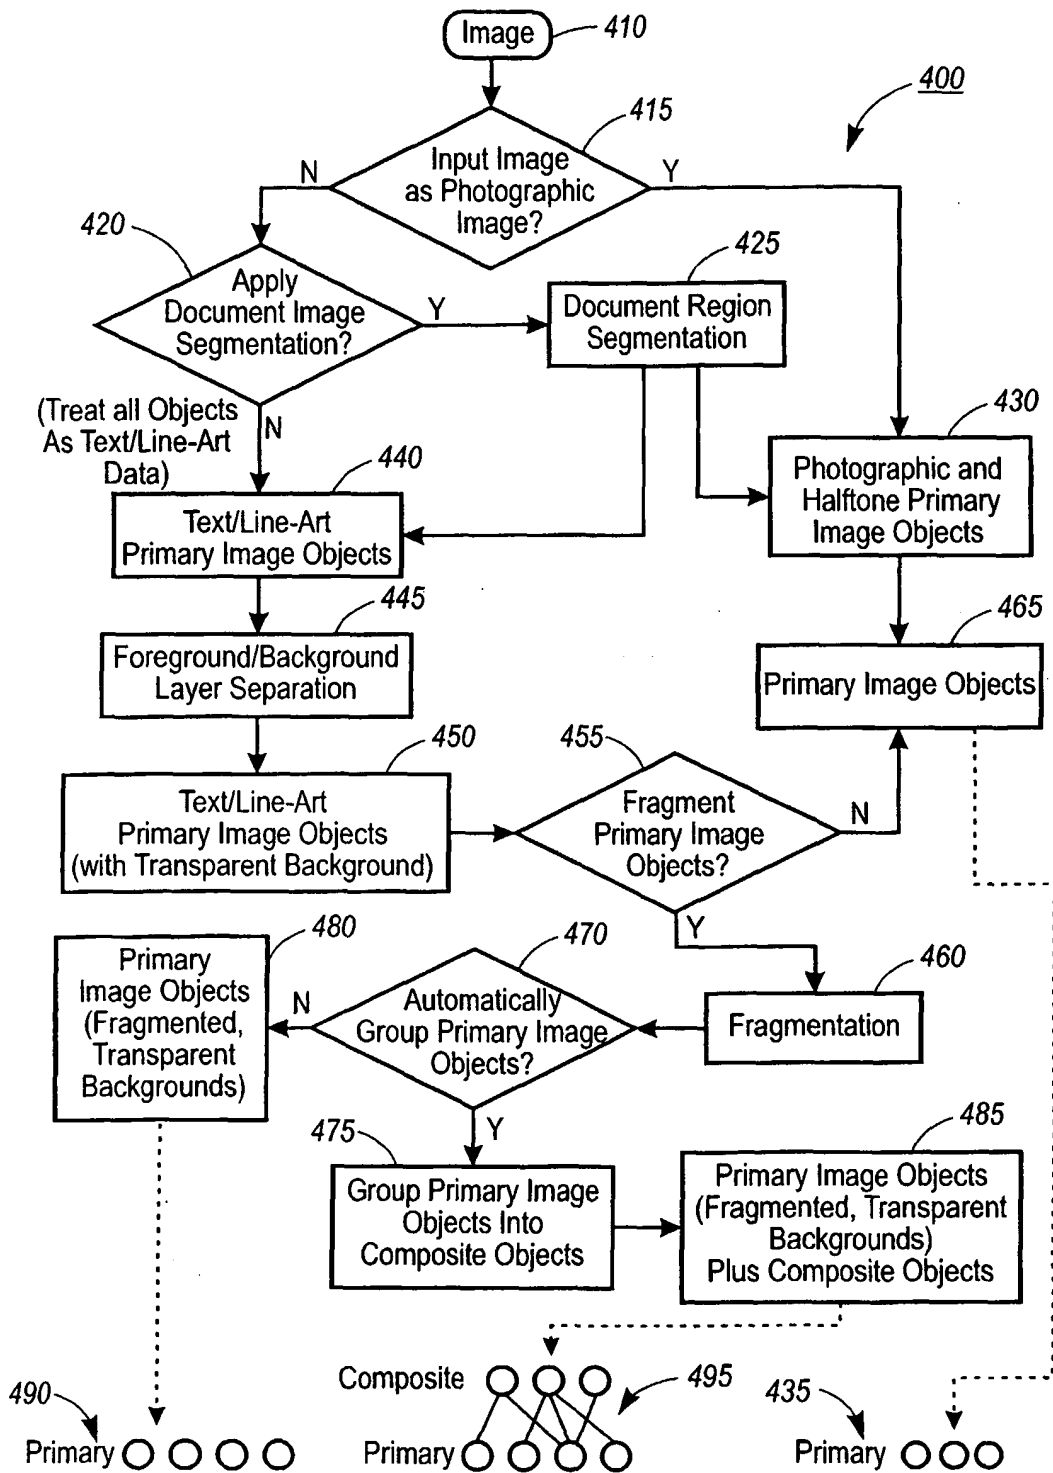 Image
410
400
415
Input Image
as Photographic
Image?
N
Y
420
Apply
Document Image
Segmentation?
Y
425
Document Region
Segmentation
(Treat all Objects
As Text/Line-Art
Data)
N
430
Photographic and
Halftone Primary
Image Objects
440
Text/Line-Art
Primary Image Objects
445
Foreground/Background
Layer Separation
465
Primary Image Objects
450
Text/Line-Art
Primary Image Objects
(with Transparent Background)
455
Fragment
Primary Image
Objects?
N
Y
460
Fragmentation
470
Automatically
Group Primary Image
Objects?
N
Y
480
Primary
Image Objects
(Fragmented,
Transparent
Backgrounds)
475
Group Primary Image
Objects Into
Composite Objects
485
Primary Image Objects
(Fragmented, Transparent
Backgrounds)
Plus Composite Objects
490
Primary
Composite
495
Primary
435
Primary